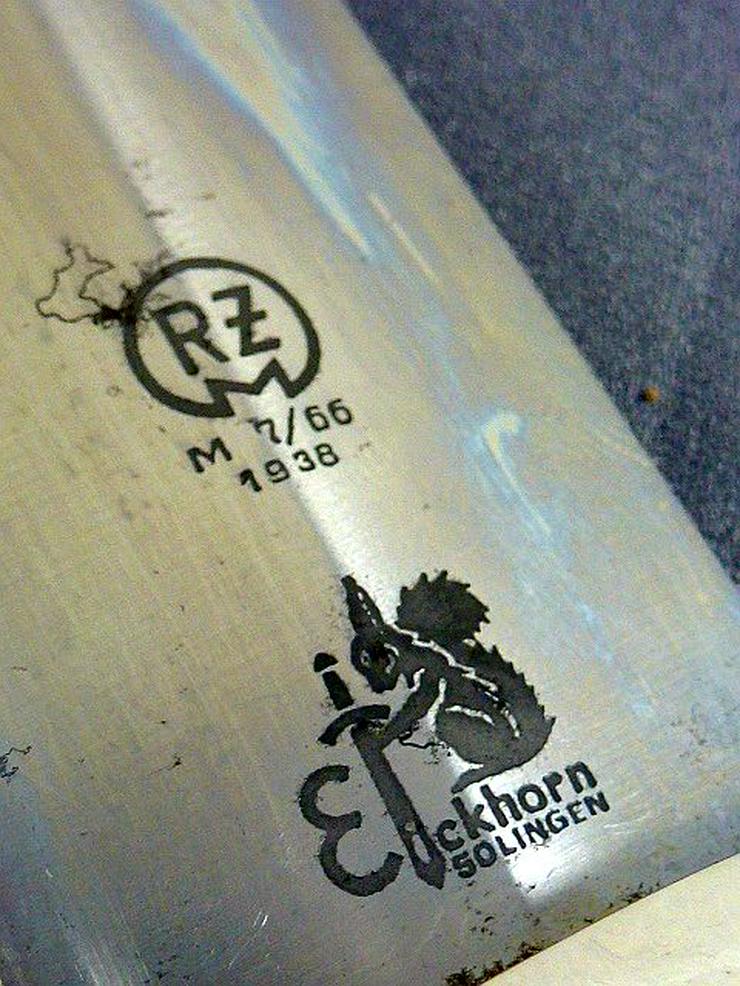 RZM
M 7/66
1938
Eickhorn
SOLINGEN